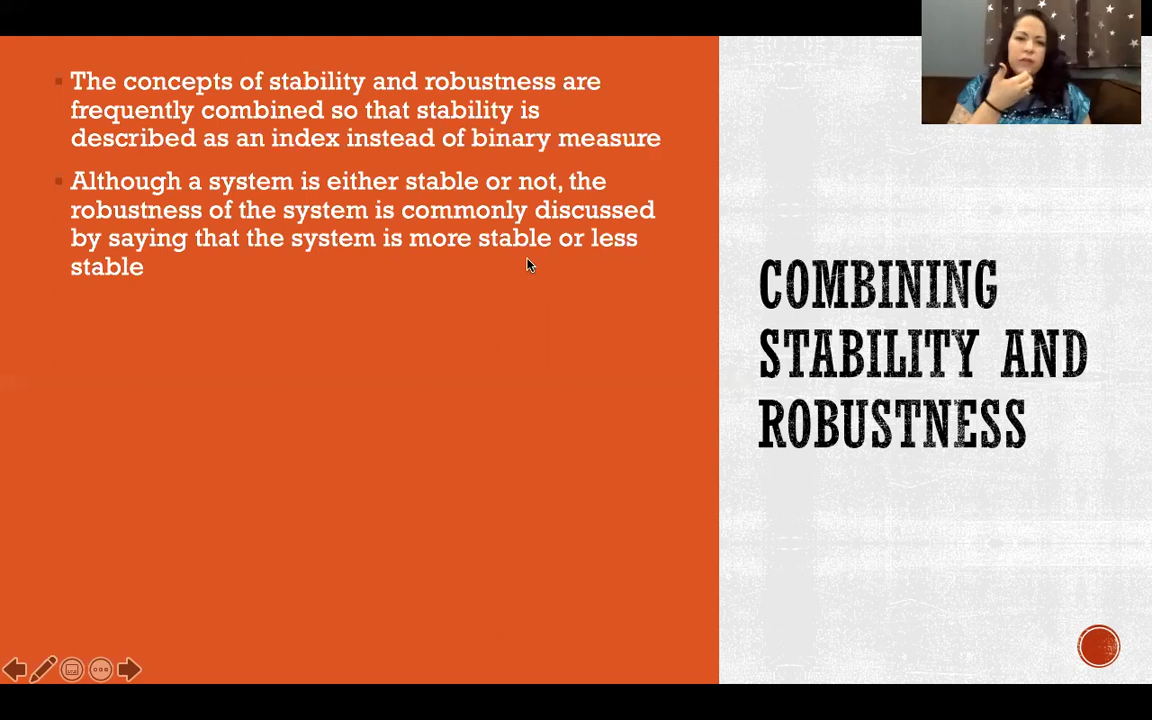 The concepts of stability and robustness are
frequently combined so that stability is
described as an index instead of binary measure
Although a system is either stable or not, the
robustness of the system is commonly discussed
by saying that the system is more stable or less
stable
COMBINING
STABILITY AND
ROBUSTNESS